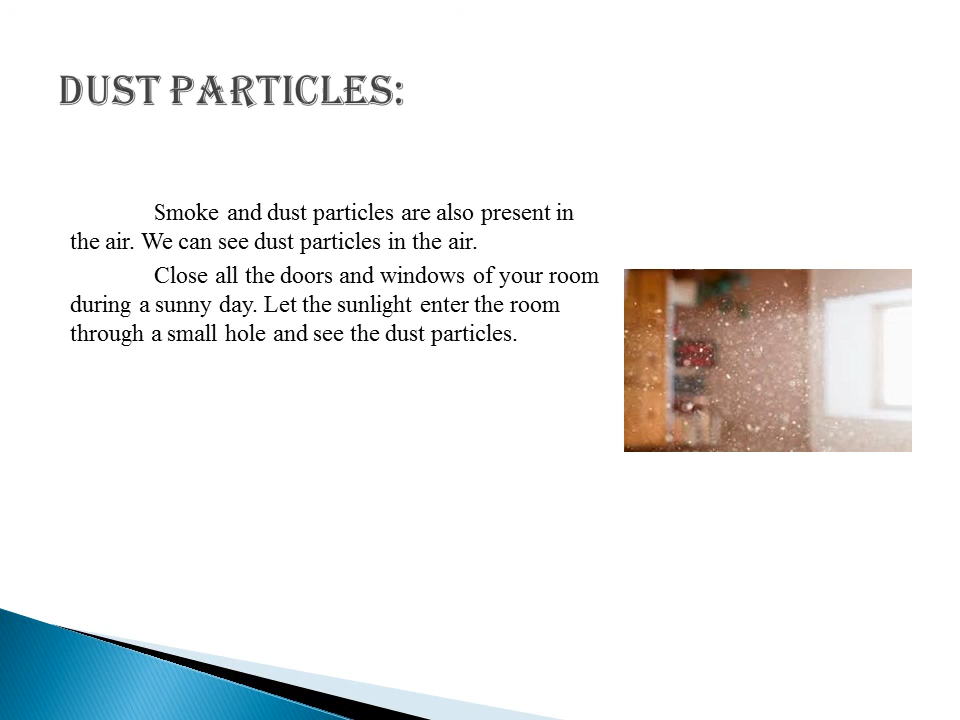 DUST PARTICLES:
Smoke and dust particles are also present in
the air. We can see dust particles in the air.
Close all the doors and windows of your room
during a sunny day. Let the sunlight enter the room
through a small hole and see the dust particles.